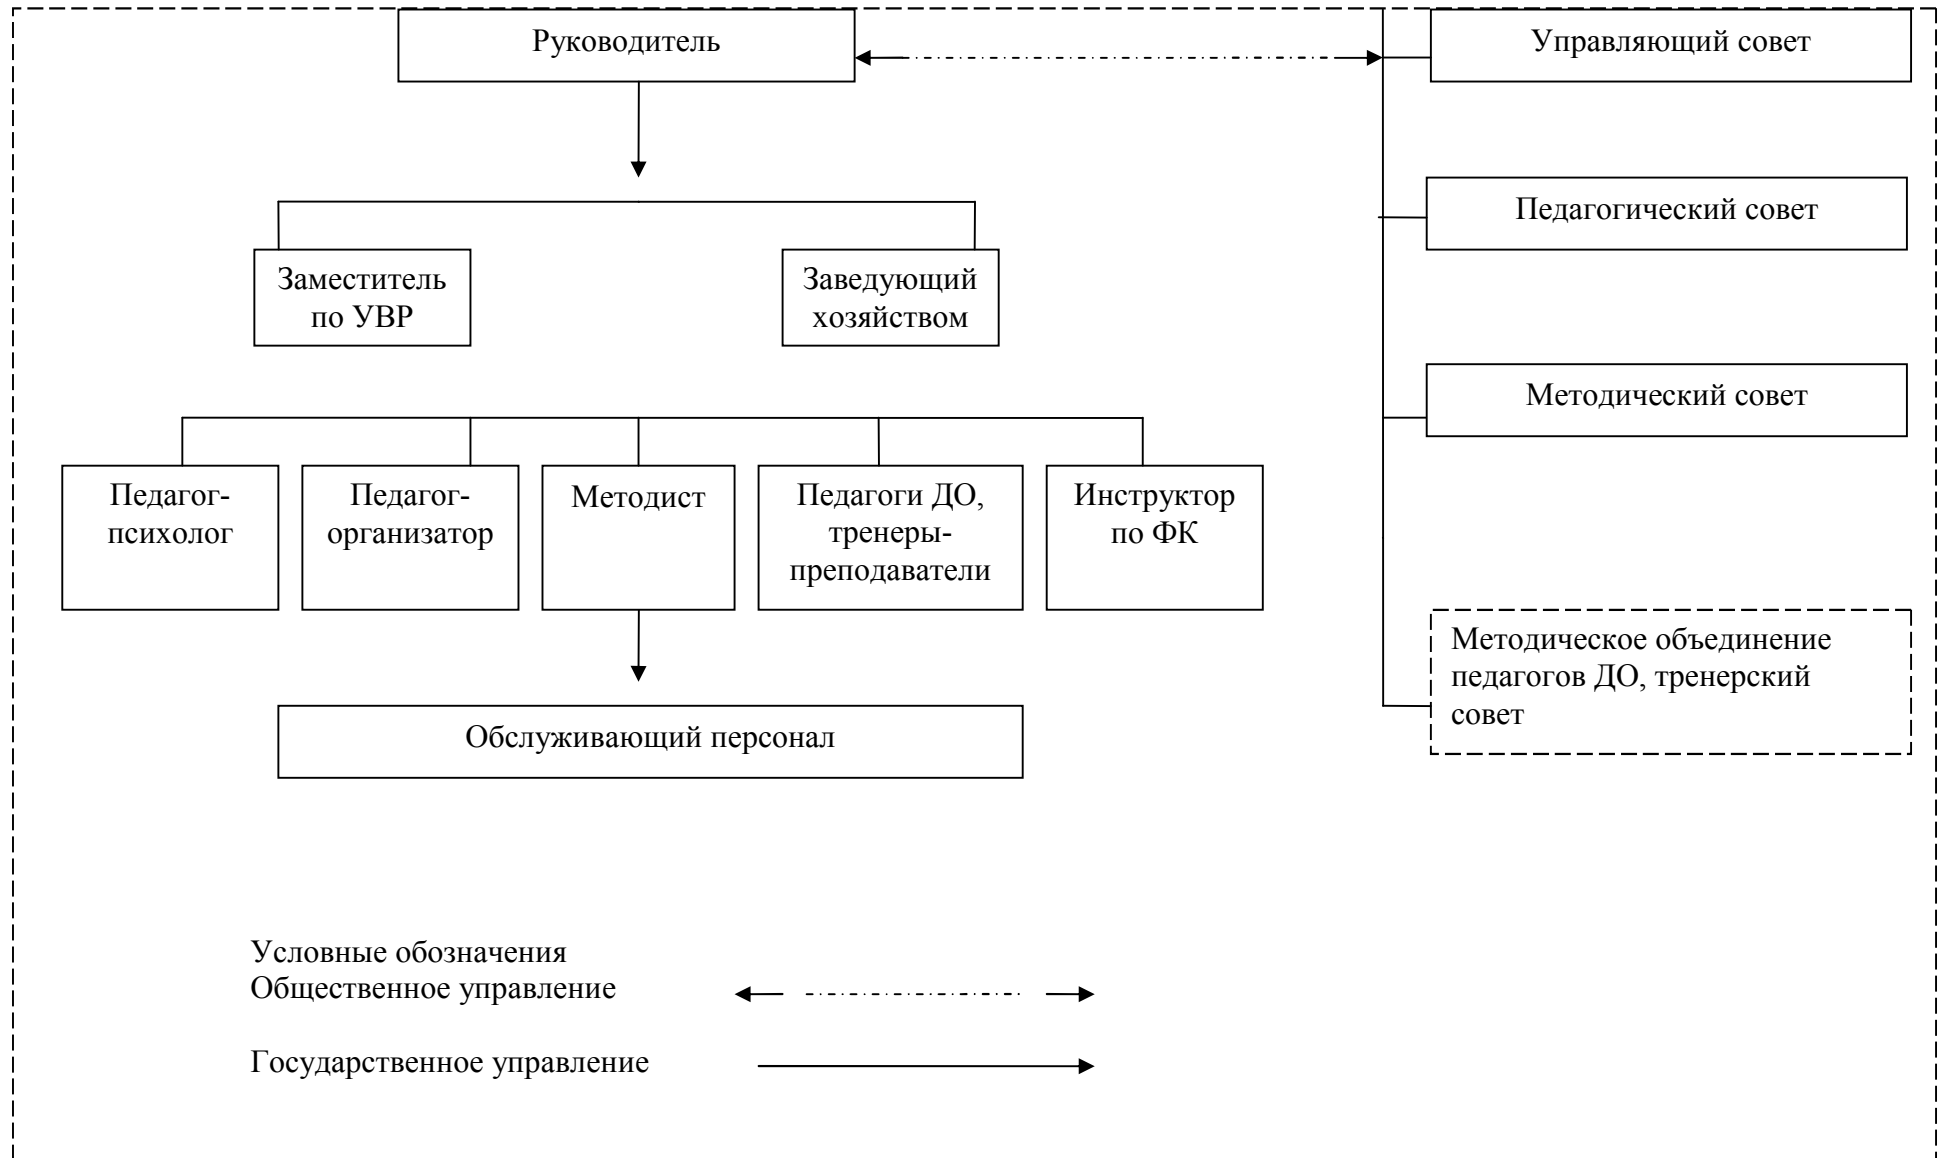 Руководитель
Управляющий совет
Педагогический совет
Заместитель
по УВР
Заведующий
хозяйством
Методический совет
Педагог-
психолог
Педагог-
организатор
Методист
Педагоги ДО,
тренеры-
преподаватели
Инструктор
по ФК
Методическое объединение
педагогов ДО, тренерский
совет
Обслуживающий персонал
Условные обозначения
Общественное управление
Государственное управление